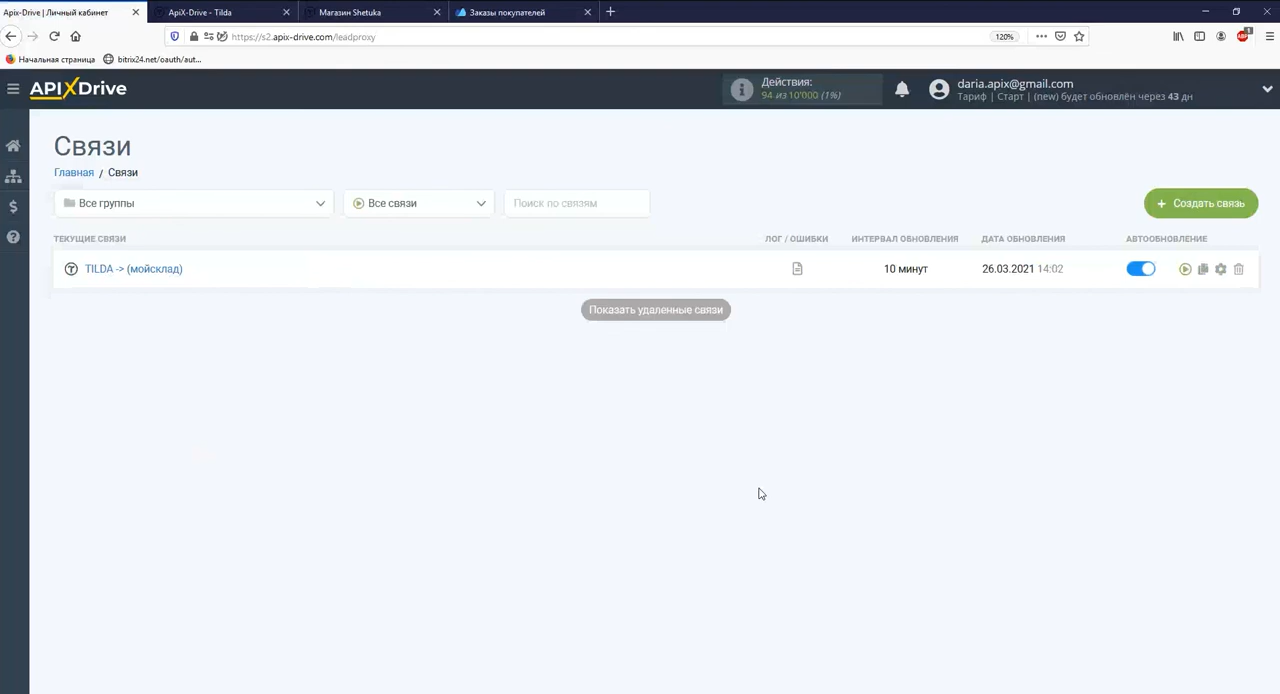 Apix-Drive | Личный кабинет
ApiX-Drive - Tilda
Магазин Shetuka
Заказы покупателей
https://s2.apix-drive.com/leadproxy
120%
Начальная страница
bitrix24.net/oauth/aut...
APIXDrive
Действия:
94 из 10'000 (1%)
daria.apix@gmail.com
Тариф | Старт | (new) будет обновлён через 43 дн
Связи
Главная / Связи
Все группы
Все связи
Поиск по связям
+ Создать связь
ТЕКУЩИЕ СВЯЗИ
ЛОГ / ОШИБКИ
ИНТЕРВАЛ ОБНОВЛЕНИЯ
ДАТА ОБНОВЛЕНИЯ
АВТООБНОВЛЕНИЕ
TILDA -> (мойсклад)
10 минут
26.03.2021 14:02
Показать удаленные связи